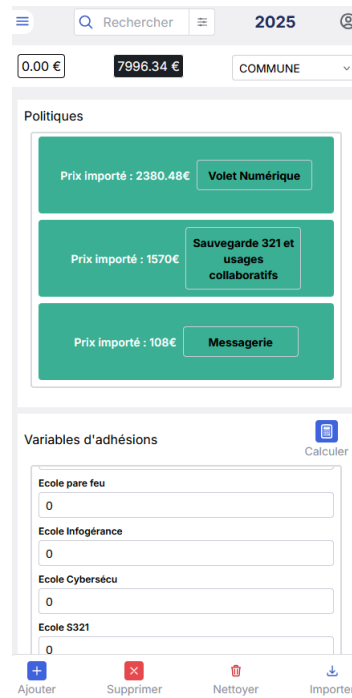 Rechercher
2025
0.00 €
7996.34 €
COMMUNE
Politiques
Prix importé : 2380.48€
Volet Numérique
Prix importé : 1570€
Sauvegarde 321 et
usages
collaboratifs
Prix importé : 108€
Messagerie
Variables d'adhésions
Calculer
Ecole pare feu
0
Ecole Infogérance
0
Ecole Cybersécu
0
Ecole S321
0
Ajouter
Supprimer
Nettoyer
Importer